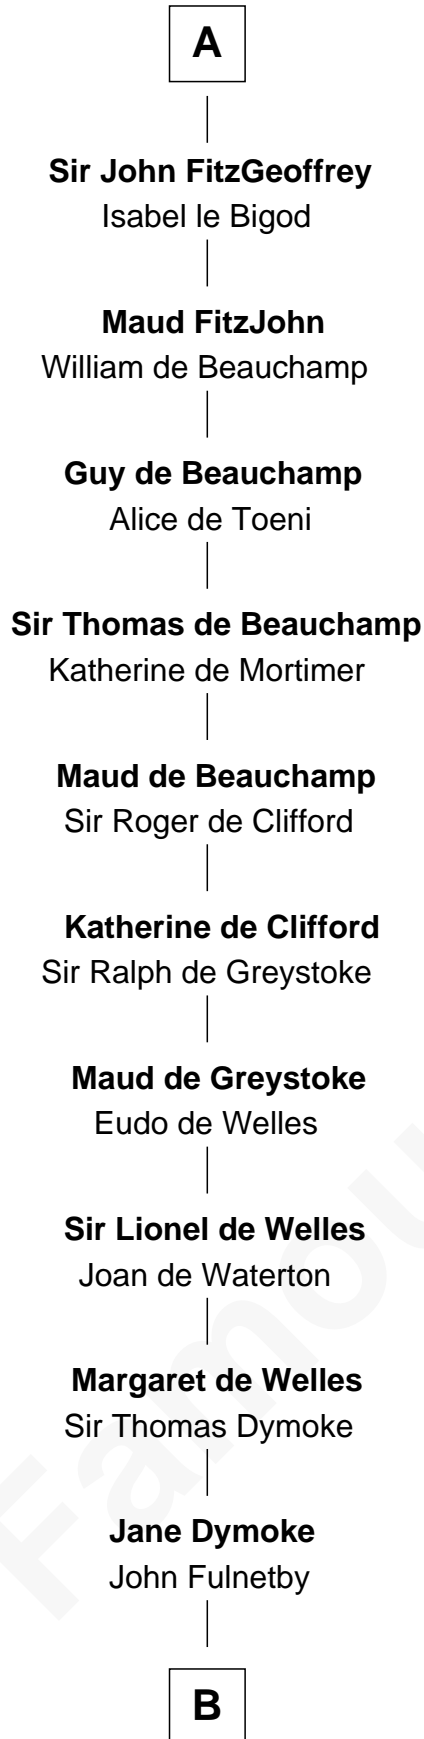 A
Sir John FitzGeoffrey
Isabel le Bigod
Maud FitzJohn
William de Beauchamp
Guy de Beauchamp
Alice de Toeni
Sir Thomas de Beauchamp
Katherine de Mortimer
Maud de Beauchamp
Sir Roger de Clifford
Katherine de Clifford
Sir Ralph de Greystoke
Maud de Greystoke
Eudo de Welles
Sir Lionel de Welles
Joan de Waterton
Margaret de Welles
Sir Thomas Dymoke
Jane Dymoke
John Fulnetby
B
Famou